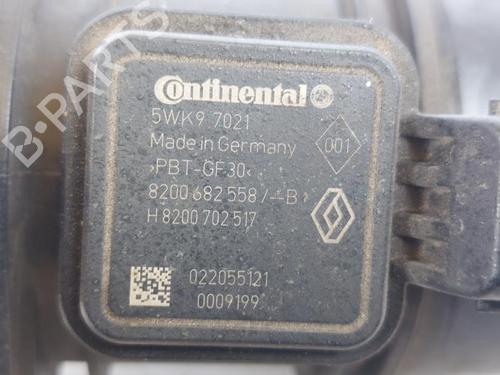 B-PARTS
Continental
5WK9 7021
Made in Germany
001
›PBT-GF30‹
8200 682 558 /--B
H 8200 702 517
022055121
0009199